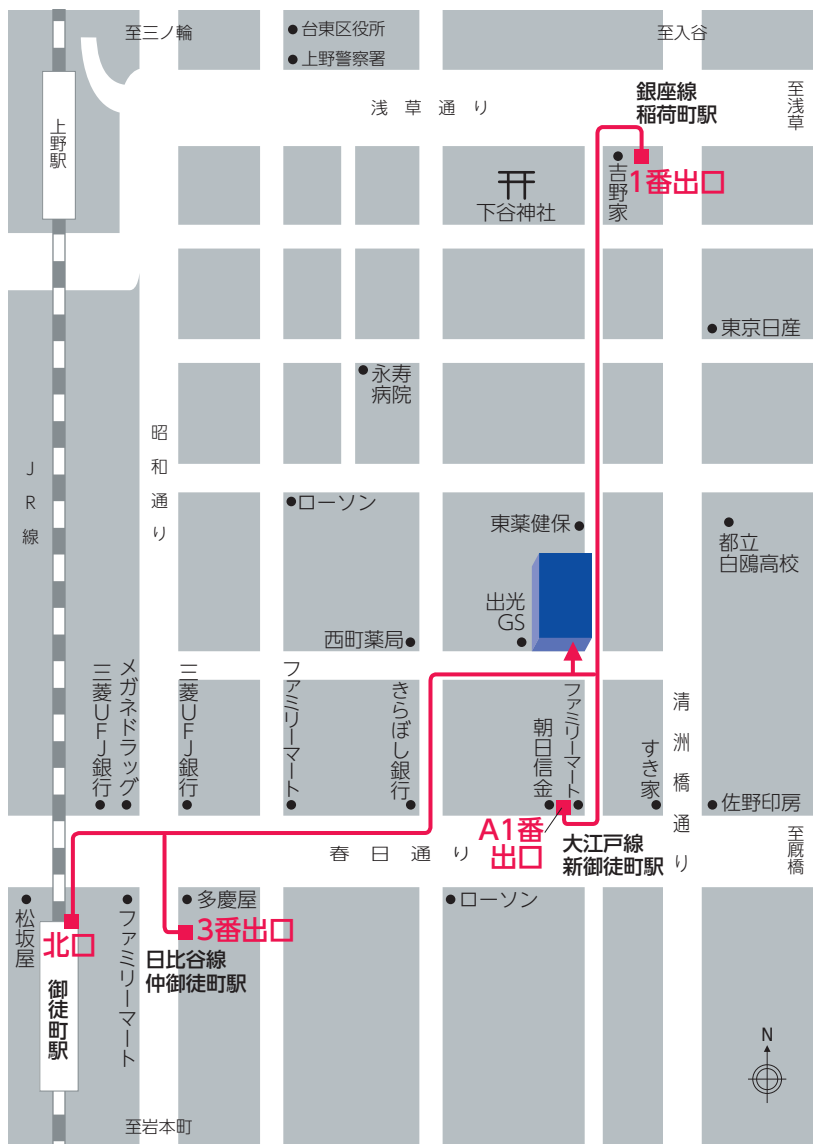 至三ノ輪
台東区役所
上野警察署
至入谷
浅草通り
銀座線
稲荷町駅
至浅草
上野駅
下谷神社
吉野家
1番出口
東京日産
永寿
病院
昭和通り
JR線
ローソン
東薬健保
都立
白鴎高校
出光
GS
西町薬局
三菱UFJ銀行
メガネドラッグ
三菱UFJ銀行
ファミリーマート
きらぼし銀行
朝日信金
ファミリーマート
すき家
清洲橋通り
佐野印房
A1番
出口
大江戸線
新御徒町駅
春日通り
至厩橋
松坂屋
北口
御徒町駅
ファミリーマート
多慶屋
3番出口
日比谷線
仲御徒町駅
ローソン
N
至岩本町